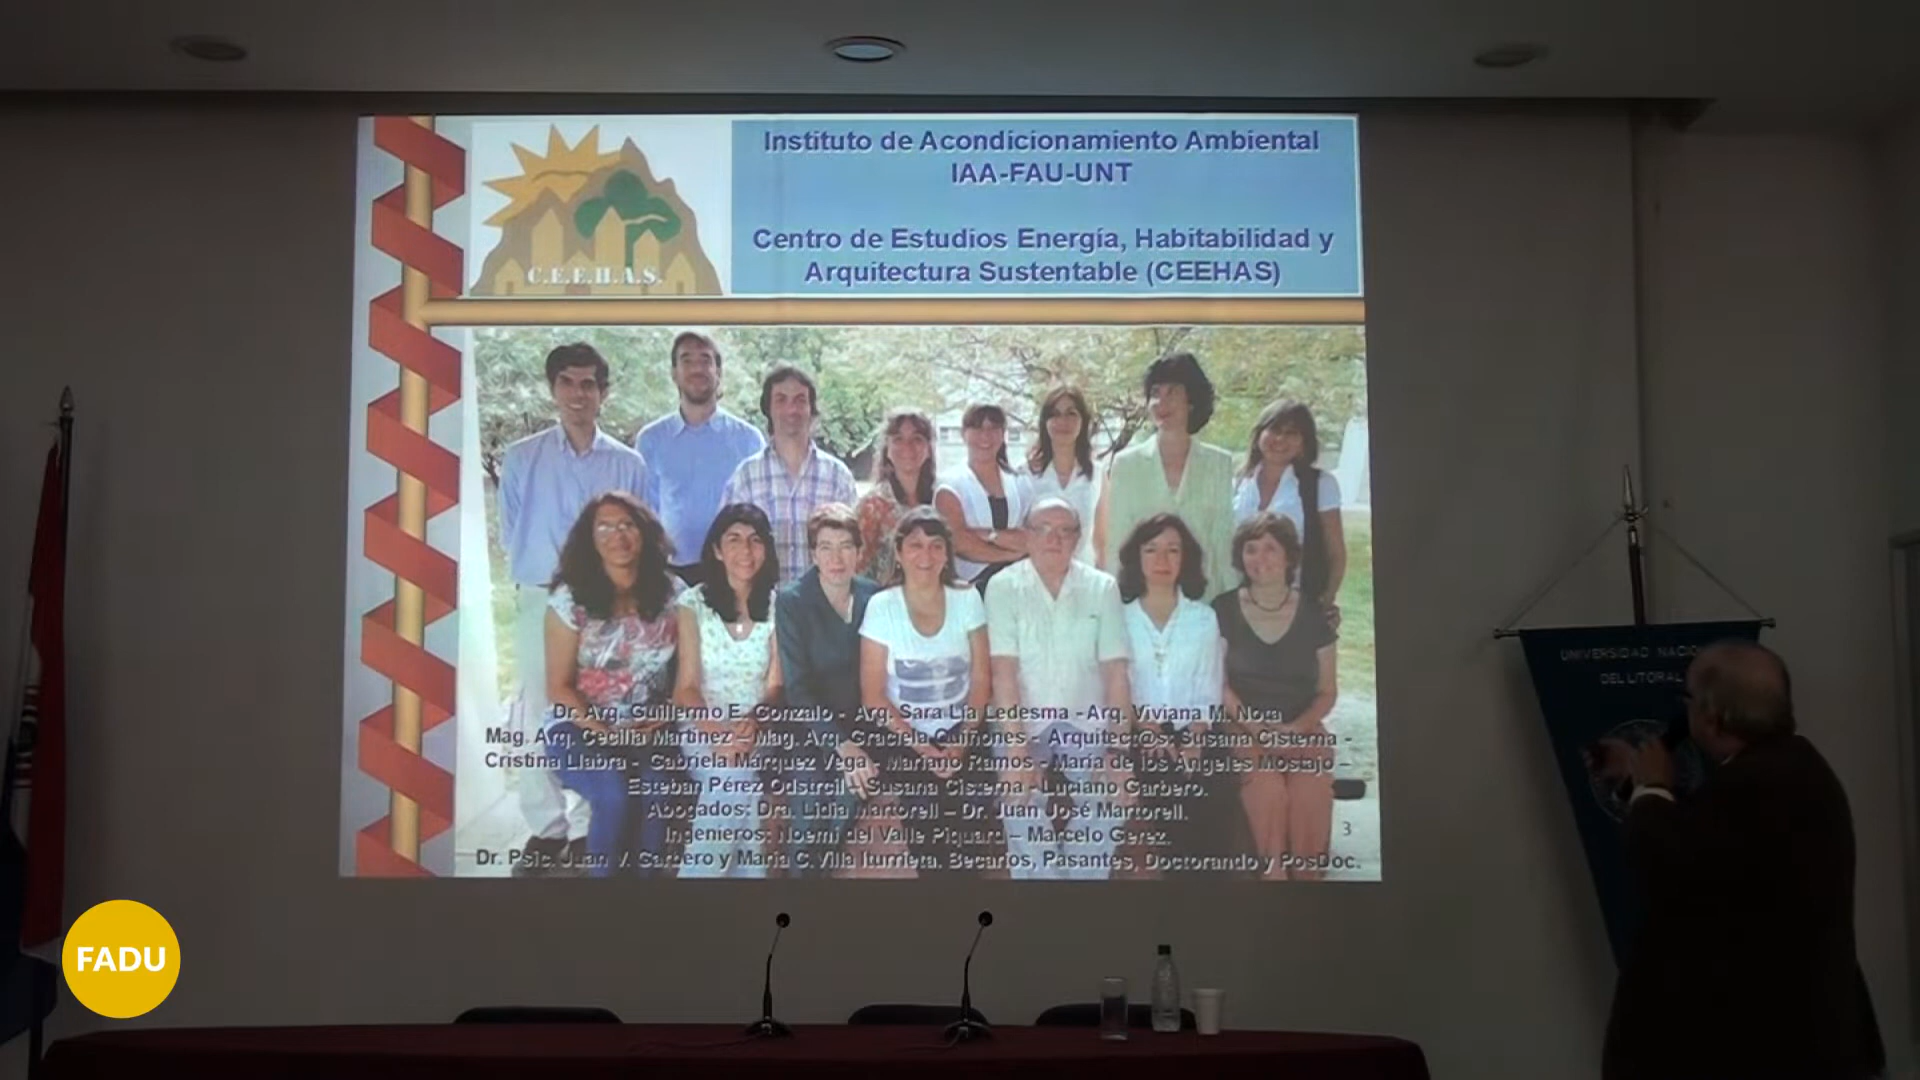 Instituto de Acondicionamiento Ambiental
IAA-FAU-UNT
Centro de Estudios Energía, Habitabilidad y
Arquitectura Sustentable (CEEHAS)
C.E.E.H.A.S.
Dr. Arq. Guillermo E. Gonzalo - Arq. Sara Lía Ledesma - Arq. Viviana M. Nota
Mag. Arq. Cecilia Martínez – Mag. Arq. Graciela Quiñones - Arquitect@s: Susana Cisterna -
Cristina Llabra - Gabriela Márquez Vega - Mariano Ramos - María de los Ángeles Mostajo –
Esteban Pérez Odstrcil – Susana Cisterna - Luciano Garbero.
Abogados: Dra. Lidia Martorell – Dr. Juan José Martorell.
Ingenieros: Noemí del Valle Piquard – Marcelo Gerez.
Dr. Psic. Juan V. Garbero y María C. Villa Iturrieta. Becarios, Pasantes, Doctorando y PosDoc.
3
UNIVERSIDAD
DEL LITORAL
FADU